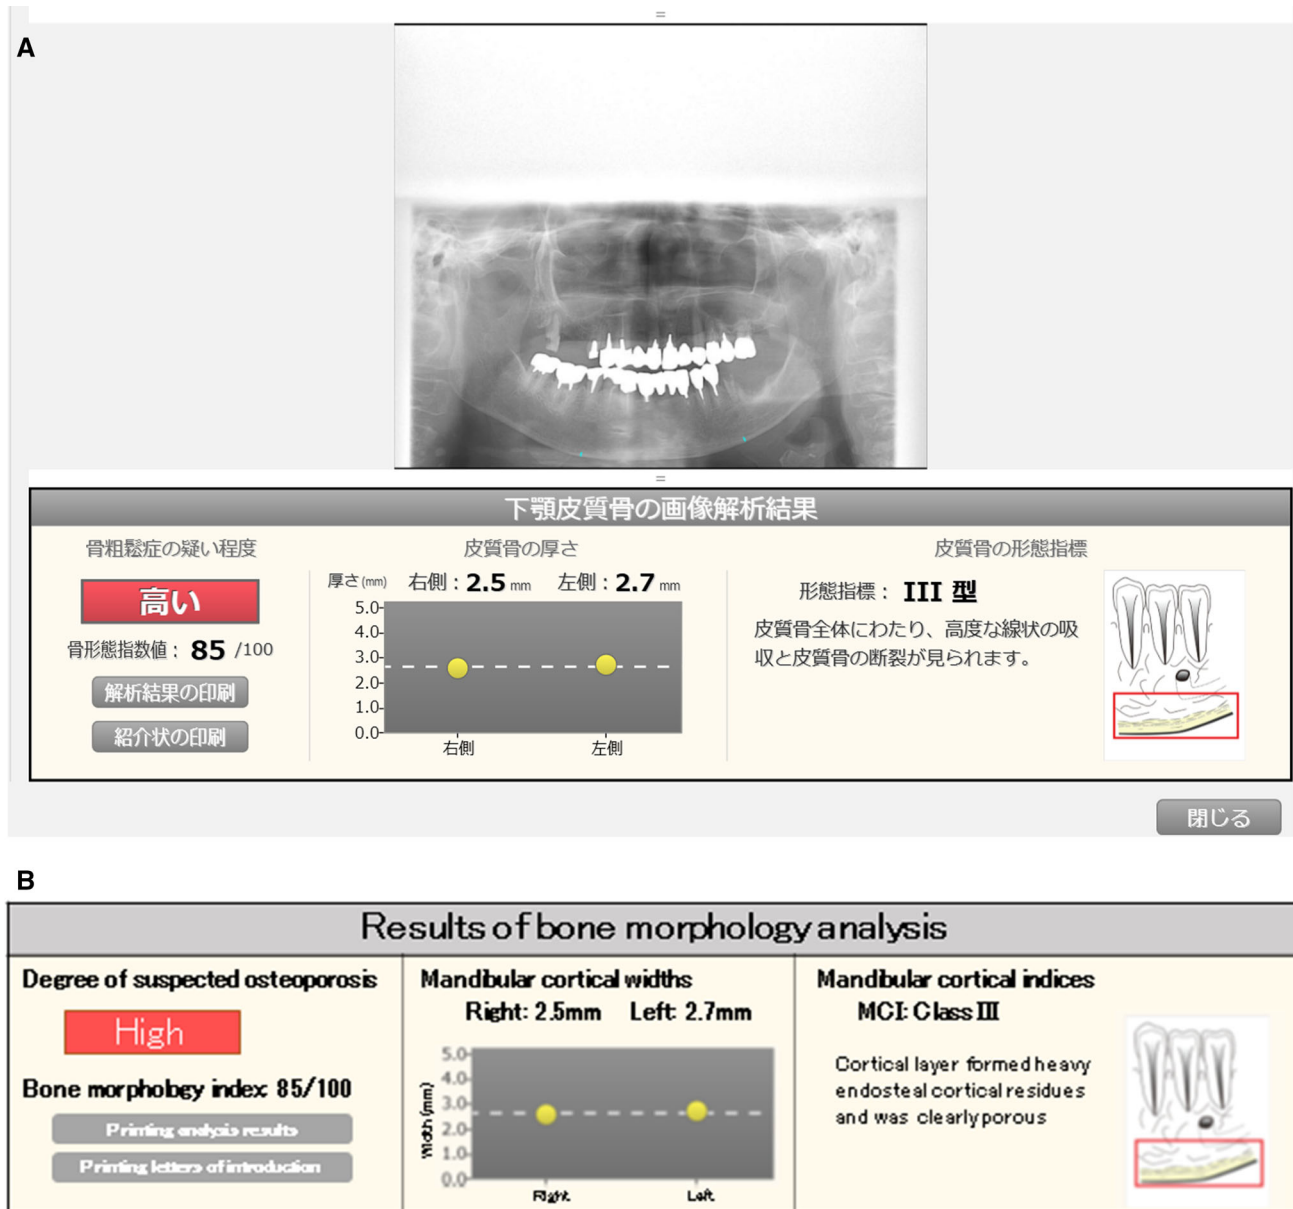 A
下顎皮質骨の画像解析結果
骨粗鬆症の疑い程度
高い
骨形態指数値： 85 /100
解析結果の印刷
紹介状の印刷
皮質骨の厚さ
厚さ(mm) 右側：2.5 mm 左側：2.7 mm
5.0
4.0
3.0
2.0
1.0
0.0
右側 左側
皮質骨の形態指標
形態指標： III 型
皮質骨全体にわたり、高度な線状の吸
収と皮質骨の断裂が見られます。
閉じる
B
Results of bone morphology analysis
Degree of suspected osteoporosis
High
Bone morphology index 85/100
Printing analysis results
Printing letters of introduction
Mandibular cortical widths
Right: 2.5mm Left: 2.7mm
Width (mm)
5.0
4.0
3.0
2.0
1.0
0.0
Right Left
Mandibular cortical indices
MCI: Class III
Cortical layer formed heavy
endosteal cortical residues
and was clearly porous